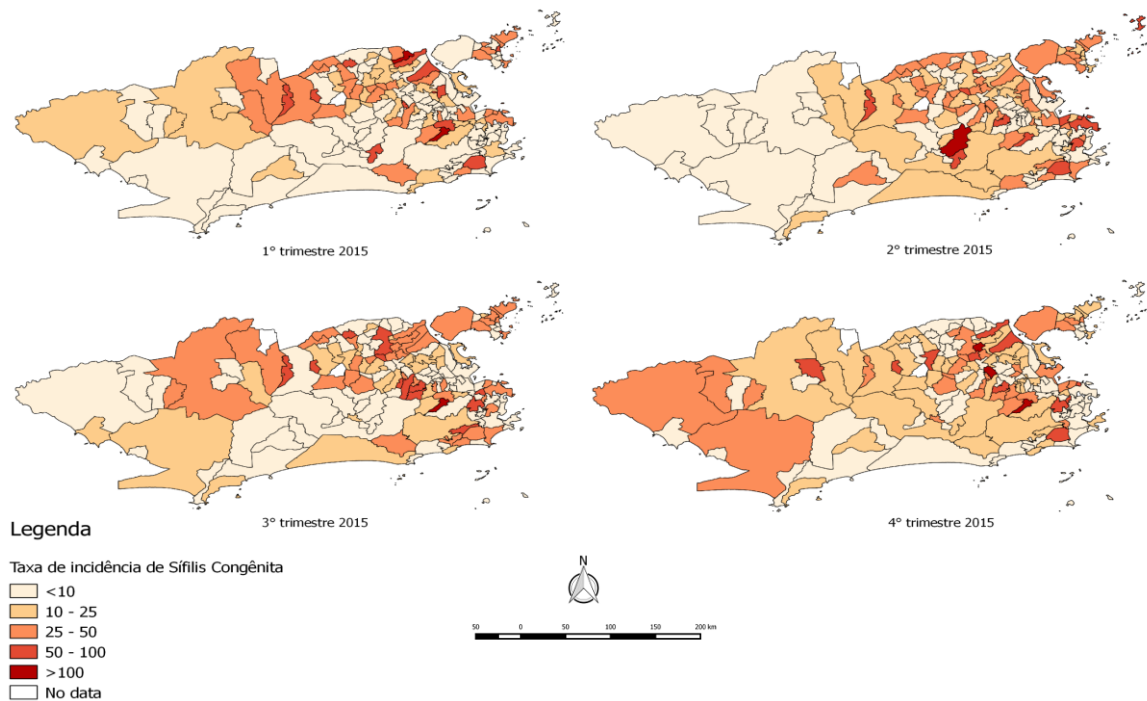 1° trimestre 2015
2° trimestre 2015
3° trimestre 2015
4° trimestre 2015
Legenda
Taxa de incidência de Sífilis Congênita
<10
10 - 25
25 - 50
50 - 100
>100
No data
N
50 0 50 100 150 200 km